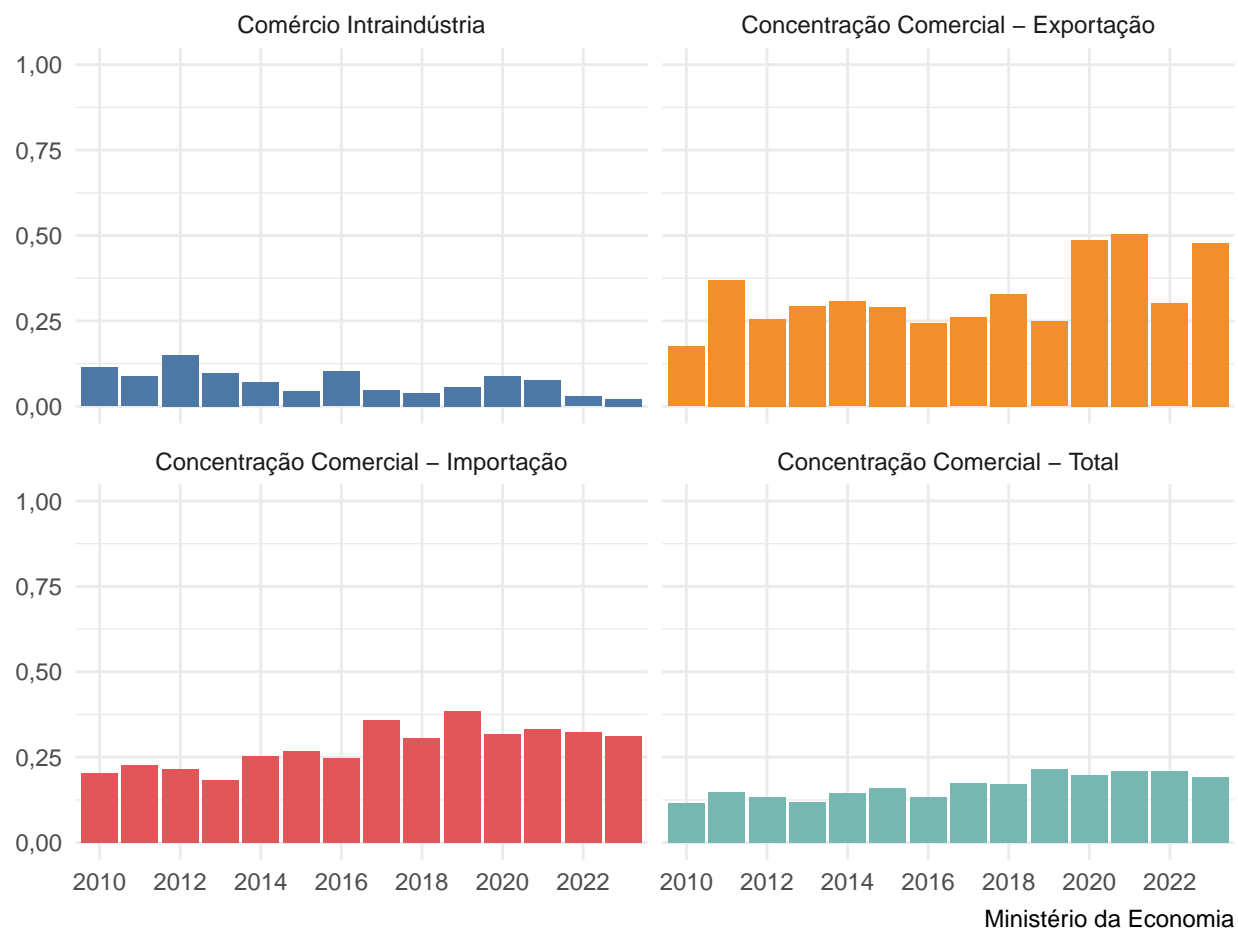 Comércio Intraindústria
Concentração Comercial – Exportação
1,00
0,75
0,50
0,25
0,00
Concentração Comercial – Importação
Concentração Comercial – Total
1,00
0,75
0,50
0,25
0,00
2010 2012 2014 2016 2018 2020 2022
2010 2012 2014 2016 2018 2020 2022
Ministério da Economia